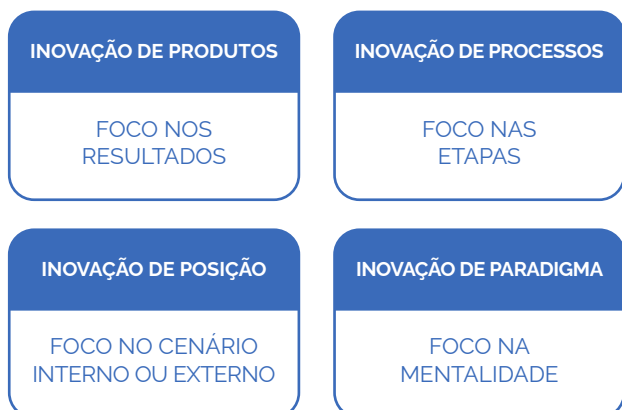 INOVAÇÃO DE PRODUTOS
FOCO NOS
RESULTADOS
INOVAÇÃO DE PROCESSOS
FOCO NAS
ETAPAS
INOVAÇÃO DE POSIÇÃO
FOCO NO CENÁRIO
INTERNO OU EXTERNO
INOVAÇÃO DE PARADIGMA
FOCO NA
MENTALIDADE